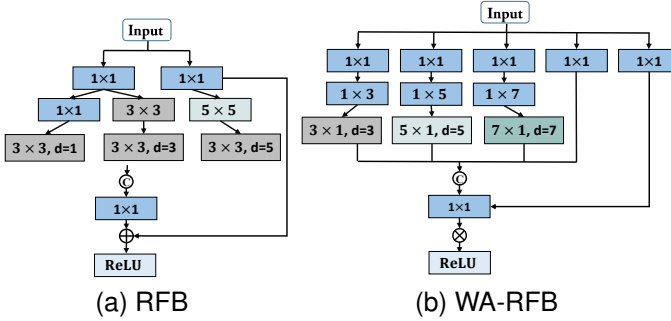 Input
1×1
1×1
1×1
3 × 3
5 × 5
3 × 3, d=1
3 × 3, d=3
3 × 3, d=5
C
1×1
ReLU
(a) RFB
Input
1×1
1×1
1×1
1×1
1×1
1 × 3
1 × 5
1 × 7
3 × 1, d=3
5 × 1, d=5
7 × 1, d=7
C
1×1
ReLU
(b) WA-RFB